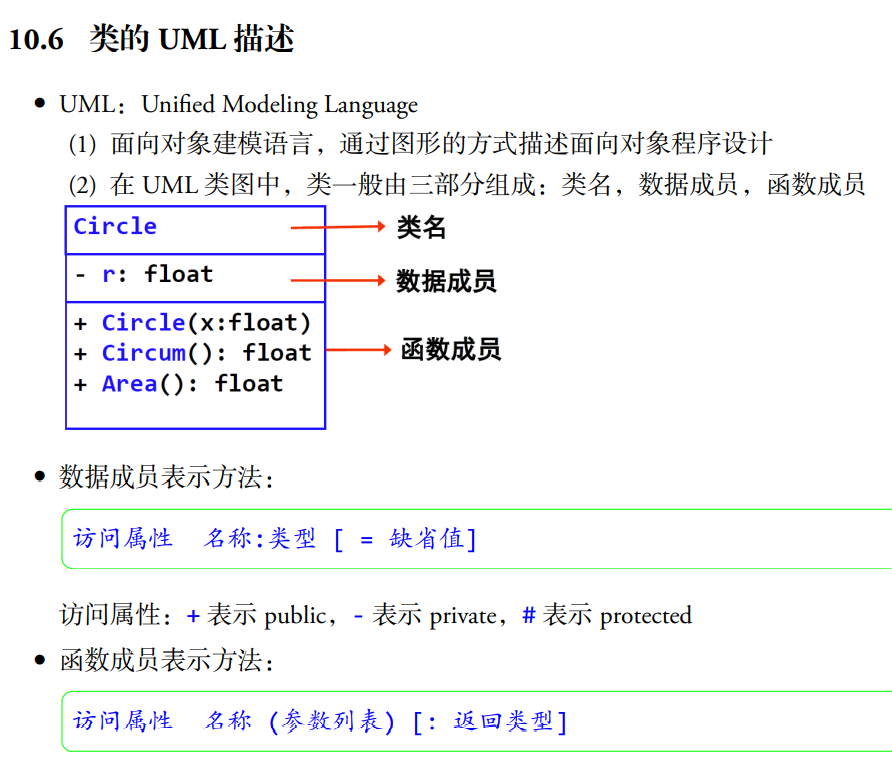 10.6 类的 UML 描述
• UML：Unified Modeling Language
(1) 面向对象建模语言，通过图形的方式描述面向对象程序设计
(2) 在 UML 类图中，类一般由三部分组成：类名，数据成员，函数成员
Circle 类名
- r: float 数据成员
+ Circle(x:float)
+ Circum(): float 函数成员
+ Area(): float
• 数据成员表示方法：
访问属性 名称:类型 [ = 缺省值]
访问属性：+ 表示 public，- 表示 private，# 表示 protected
• 函数成员表示方法：
访问属性 名称 (参数列表) [: 返回类型]